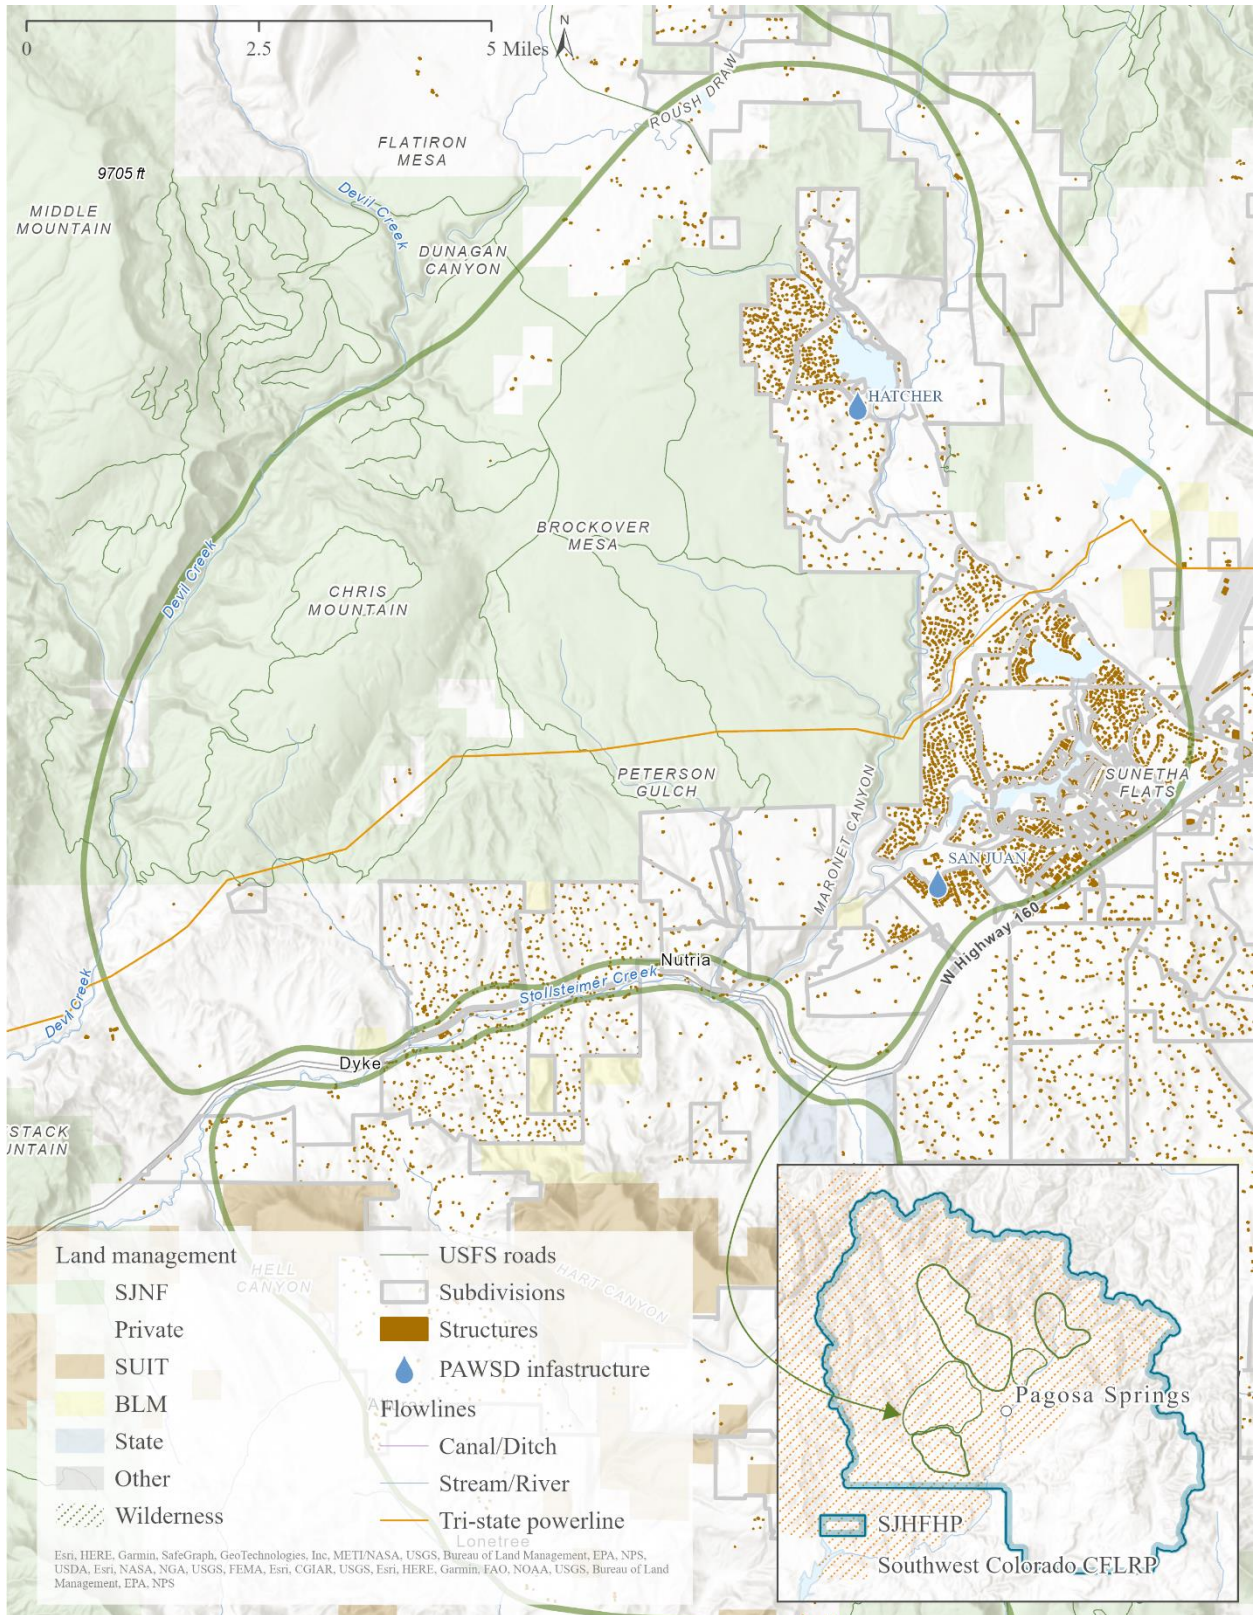 0 2.5 5 Miles
N
ROUSH DRAW
FLATIRON
MESA
9705 ft
MIDDLE
MOUNTAIN
Devil Creek
DUNAGAN
CANYON
HATCHER
BROCKOVER
MESA
Devil Creek
CHRIS
MOUNTAIN
PETERSON
GULCH
SUNETHA
FLATS
MARONET CANYON
SAN JUAN
W Highway 160
Nutria
Stollsteimer Creek
Devil Creek
Dyke
STACK
UNTAIN
HELL
CANYON
HART CANYON
Land management
SJNF
Private
SUIT
BLM
State
Other
Wilderness
USFS roads
Subdivisions
Structures
PAWSD infastructure
Flowlines
Canal/Ditch
Stream/River
Tri-state powerline
Lonetree
Esri, HERE, Garmin, SafeGraph, GeoTechnologies, Inc, METI/NASA, USGS, Bureau of Land Management, EPA, NPS,
USDA, Esri, NASA, NGA, USGS, FEMA, Esri, CGIAR, USGS, Esri, HERE, Garmin, FAO, NOAA, USGS, Bureau of Land
Management, EPA, NPS
Pagosa Springs
SJHFHP
Southwest Colorado CFLRP